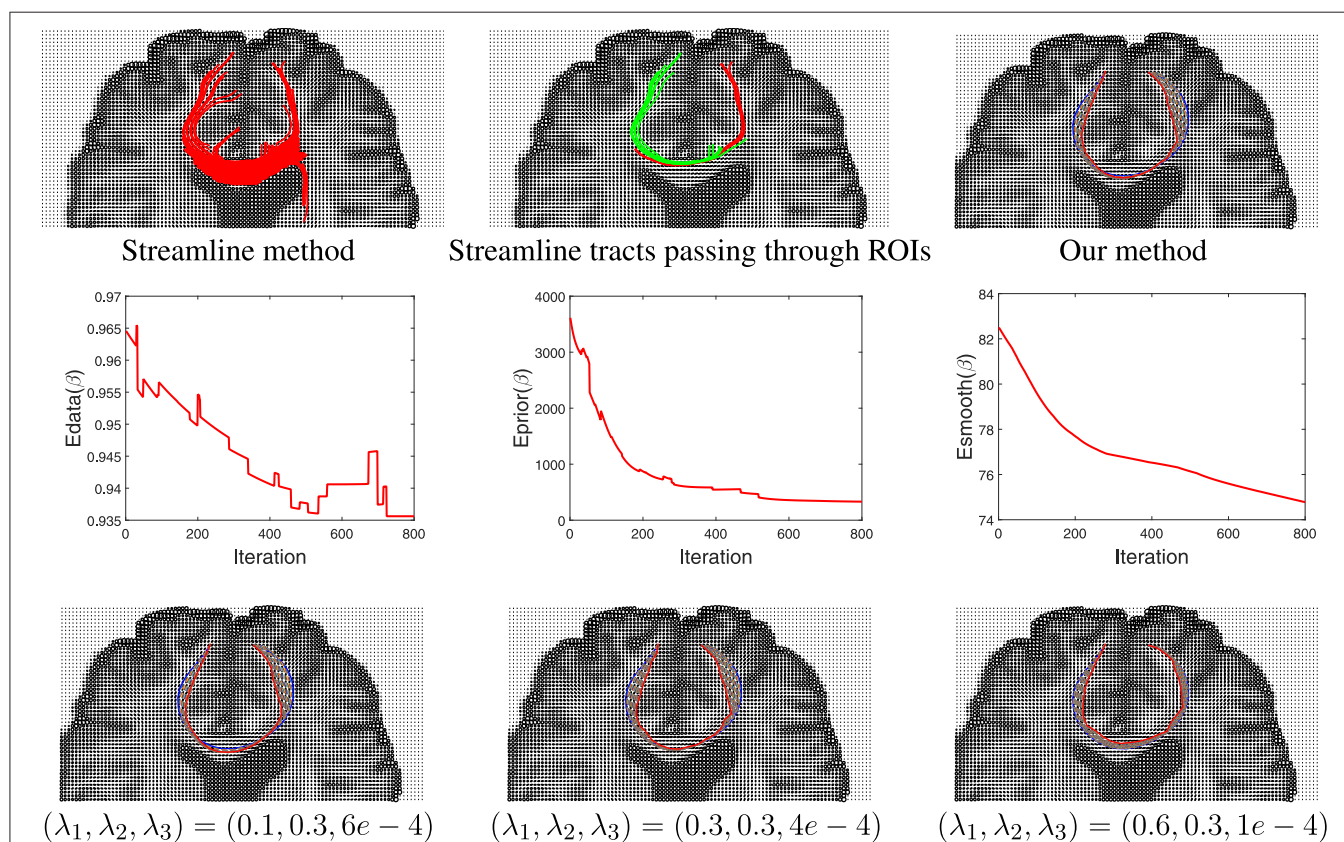 Streamline method
Streamline tracts passing through ROIs
Our method
0.97
0.965
0.96
0.955
0.95
0.945
0.94
0.935
Edata(β)
0 200 400 600 800
Iteration
4000
3000
2000
1000
0
Eprior(β)
0 200 400 600 800
Iteration
84
82
80
78
76
74
Esmooth(β)
0 200 400 600 800
Iteration
(λ₁, λ₂, λ₃) = (0.1, 0.3, 6e − 4)
(λ₁, λ₂, λ₃) = (0.3, 0.3, 4e − 4)
(λ₁, λ₂, λ₃) = (0.6, 0.3, 1e − 4)